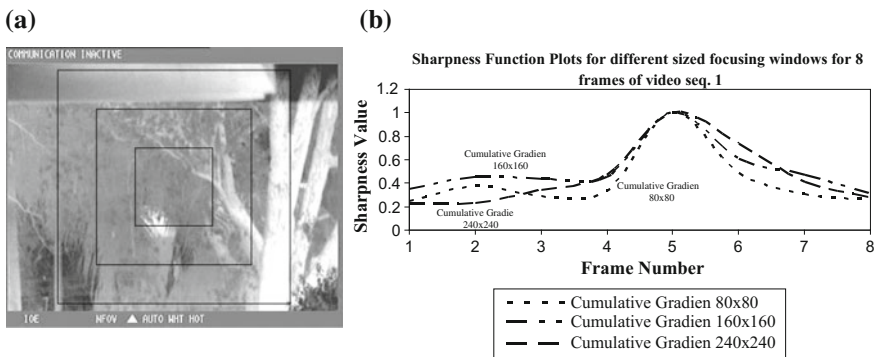 (a)
COMMUNICATION INACTIVE
IOE NFOV ▲ AUTO WHT HOT
(b)
Sharpness Function Plots for different sized focusing windows for 8
frames of video seq. 1
Sharpness Value
1.2
1
0.8
0.6
0.4
0.2
0
Cumulative Gradien
160x160
Cumulative Gradien
80x80
Cumulative Gradie
240x240
1 2 3 4 5 6 7 8
Frame Number
Cumulative Gradien 80x80
Cumulative Gradien 160x160
Cumulative Gradien 240x240